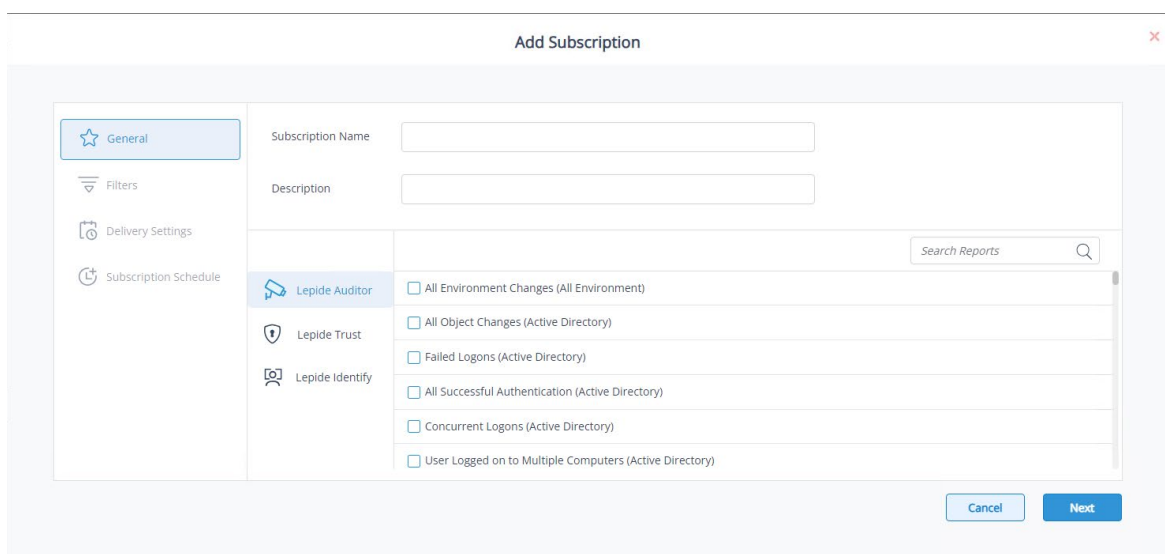 Add Subscription
General
Filters
Delivery Settings
Subscription Schedule
Subscription Name
Description
Search Reports
Lepide Auditor
Lepide Trust
Lepide Identify
All Environment Changes (All Environment)
All Object Changes (Active Directory)
Failed Logons (Active Directory)
All Successful Authentication (Active Directory)
Concurrent Logons (Active Directory)
User Logged on to Multiple Computers (Active Directory)
Cancel
Next